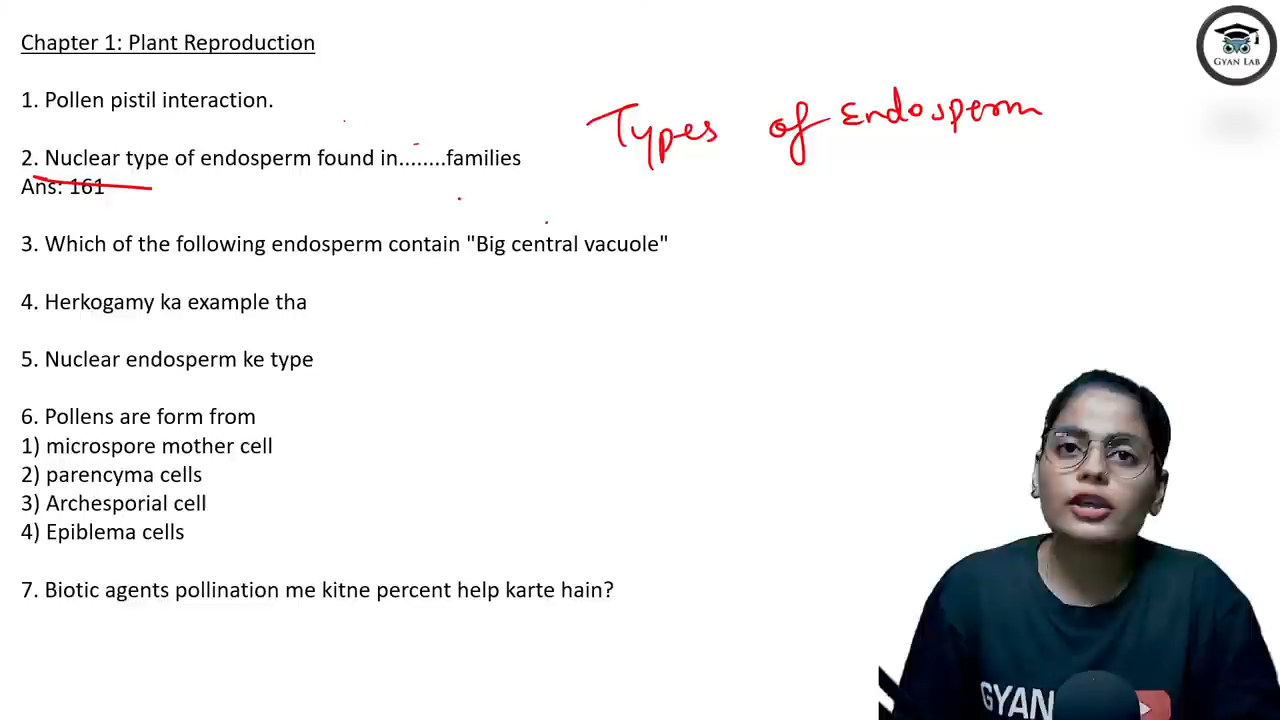 Chapter 1: Plant Reproduction
GYAN LAB
1. Pollen pistil interaction.
Types of Endosperm
2. Nuclear type of endosperm found in........families
Ans: 161
3. Which of the following endosperm contain "Big central vacuole"
4. Herkogamy ka example tha
5. Nuclear endosperm ke type
6. Pollens are form from
1) microspore mother cell
2) parencyma cells
3) Archesporial cell
4) Epiblema cells
7. Biotic agents pollination me kitne percent help karte hain?
GYAN